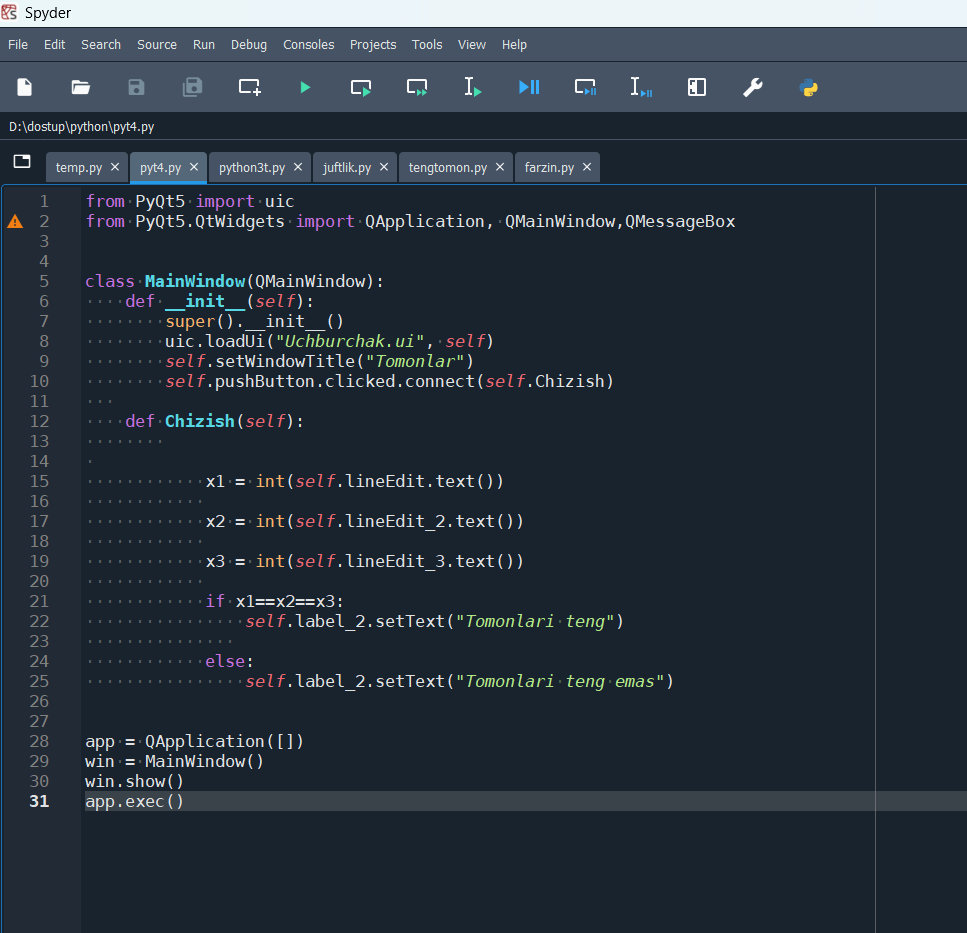 Spyder
File Edit Search Source Run Debug Consoles Projects Tools View Help
D:\dostup\python\pyt4.py
temp.py pyt4.py python3t.py juftlik.py tengtomon.py farzin.py
1 from PyQt5 import uic
2 from PyQt5.QtWidgets import QApplication, QMainWindow,QMessageBox
3
4
5 class MainWindow(QMainWindow):
6     def __init__(self):
7         super().__init__()
8         uic.loadUi("Uchburchak.ui", self)
9         self.setWindowTitle("Tomonlar")
10         self.pushButton.clicked.connect(self.Chizish)
11
12     def Chizish(self):
13
14
15             x1 = int(self.lineEdit.text())
16
17             x2 = int(self.lineEdit_2.text())
18
19             x3 = int(self.lineEdit_3.text())
20
21             if x1==x2==x3:
22                 self.label_2.setText("Tomonlari teng")
23
24             else:
25                 self.label_2.setText("Tomonlari teng emas")
26
27
28 app = QApplication([])
29 win = MainWindow()
30 win.show()
31 app.exec()